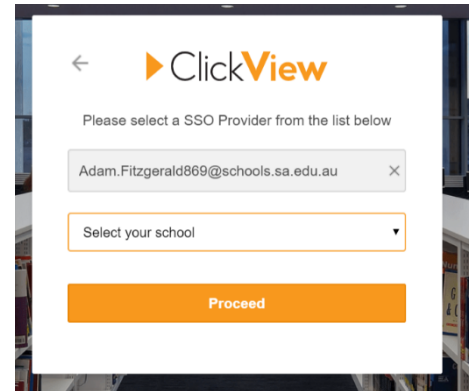 ClickView
Please select a SSO Provider from the list below
Adam.Fitzgerald869@schools.sa.edu.au
Select your school
Proceed